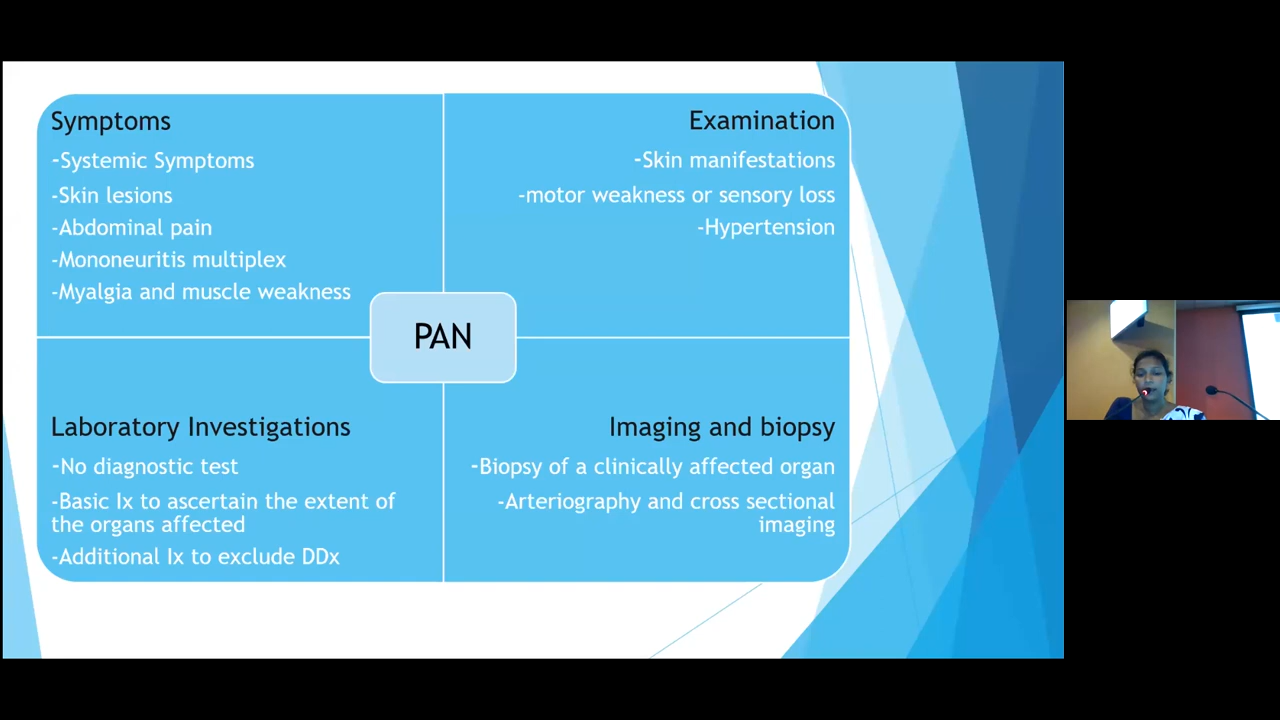 Symptoms
-Systemic Symptoms
-Skin lesions
-Abdominal pain
-Mononeuritis multiplex
-Myalgia and muscle weakness
Examination
-Skin manifestations
-motor weakness or sensory loss
-Hypertension
PAN
Laboratory Investigations
-No diagnostic test
-Basic Ix to ascertain the extent of
the organs affected
-Additional Ix to exclude DDx
Imaging and biopsy
-Biopsy of a clinically affected organ
-Arteriography and cross sectional
imaging